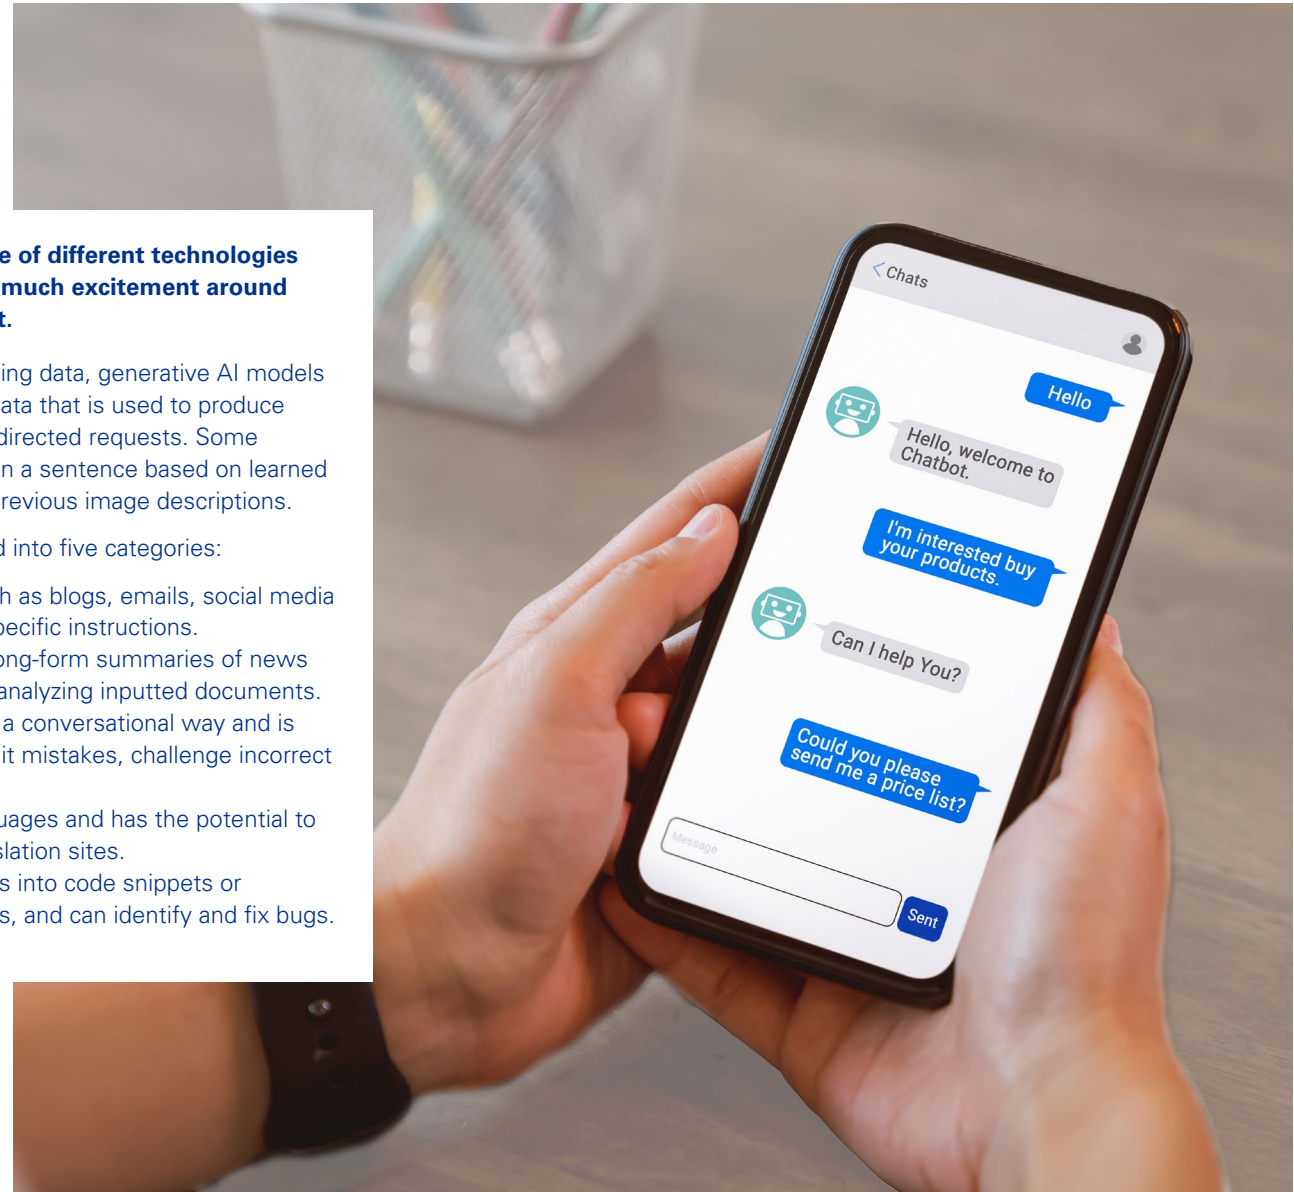 e of different technologies
much excitement around
t.
ing data, generative AI models
ata that is used to produce
directed requests. Some
n a sentence based on learned
revious image descriptions.
d into five categories:
h as blogs, emails, social media
pecific instructions.
ong-form summaries of news
analyzing inputted documents.
a conversational way and is
it mistakes, challenge incorrect
uages and has the potential to
slation sites.
s into code snippets or
s, and can identify and fix bugs.
< Chats
Hello
Hello, welcome to
Chatbot.
I'm interested buy
your products.
Can I help You?
Could you please
send me a price list?
Message
Sent